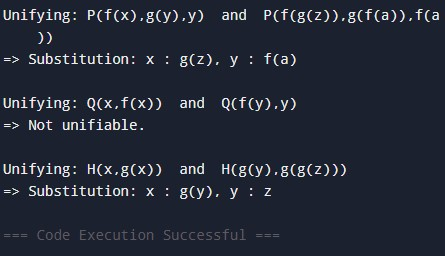 Unifying: P(f(x),g(y),y)  and  P(f(g(z)),g(f(a)),f(a
))
=> Substitution: x : g(z), y : f(a)
Unifying: Q(x,f(x))  and  Q(f(y),y)
=> Not unifiable.
Unifying: H(x,g(x))  and  H(g(y),g(g(z)))
=> Substitution: x : g(y), y : z
=== Code Execution Successful ===